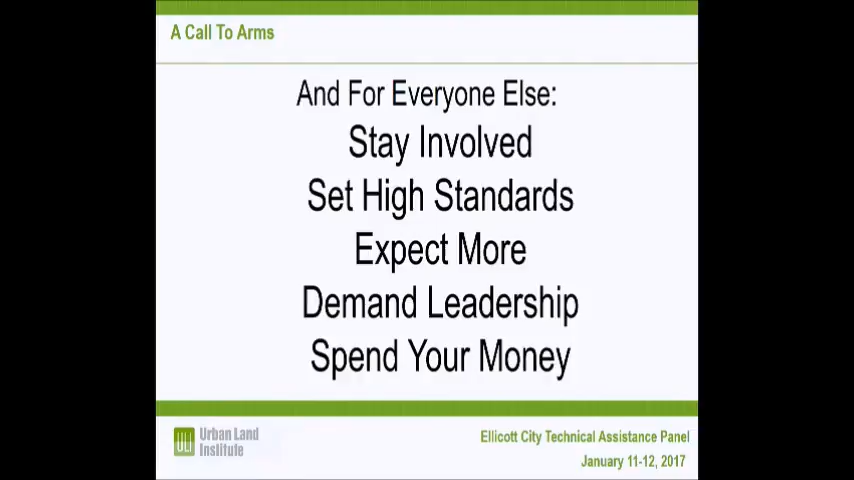 A Call To Arms
And For Everyone Else:
Stay Involved
Set High Standards
Expect More
Demand Leadership
Spend Your Money
ULI Urban Land
Institute
Ellicott City Technical Assistance Panel
January 11-12, 2017